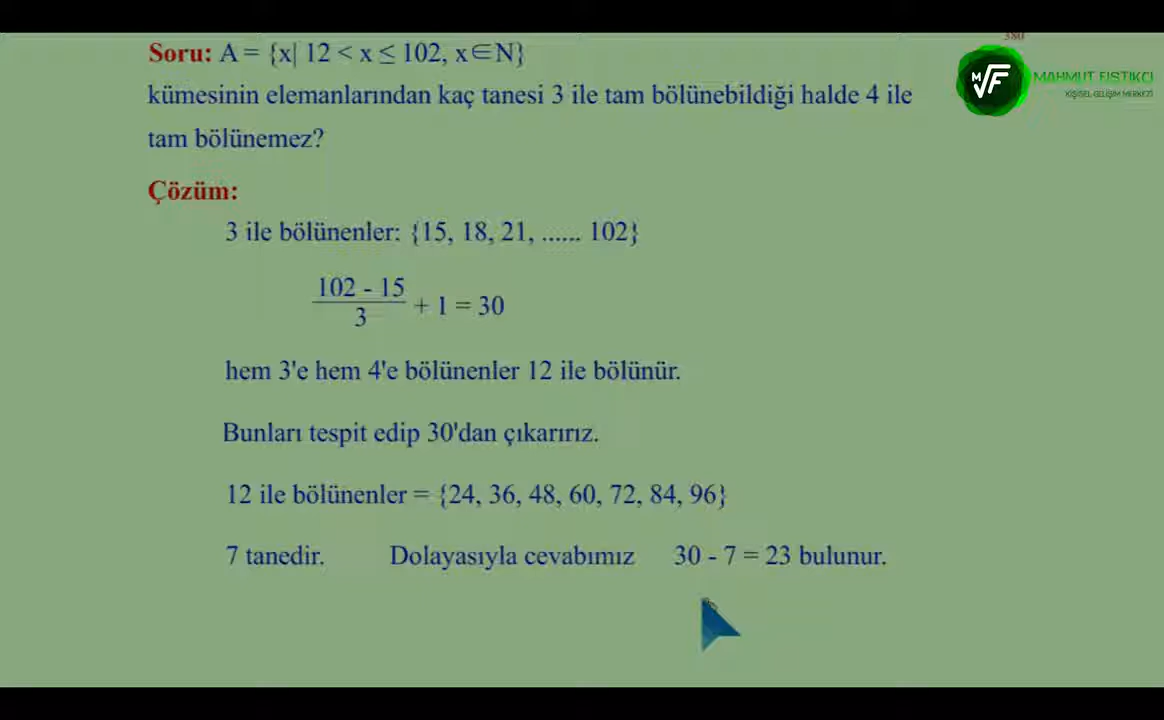 380
Soru: A = {x| 12 < x ≤ 102, x∈N}
MAHMUT FISTIKÇI
KİŞİSEL GELİŞİM MERKEZİ
kümesinin elemanlarından kaç tanesi 3 ile tam bölünebildiği halde 4 ile
tam bölünemez?
Çözüm:
3 ile bölünenler: {15, 18, 21, ...... 102}
102 - 15
3
+ 1 = 30
hem 3'e hem 4'e bölünenler 12 ile bölünür.
Bunları tespit edip 30'dan çıkarırız.
12 ile bölünenler = {24, 36, 48, 60, 72, 84, 96}
7 tanedir. Dolayasıyla cevabımız 30 - 7 = 23 bulunur.